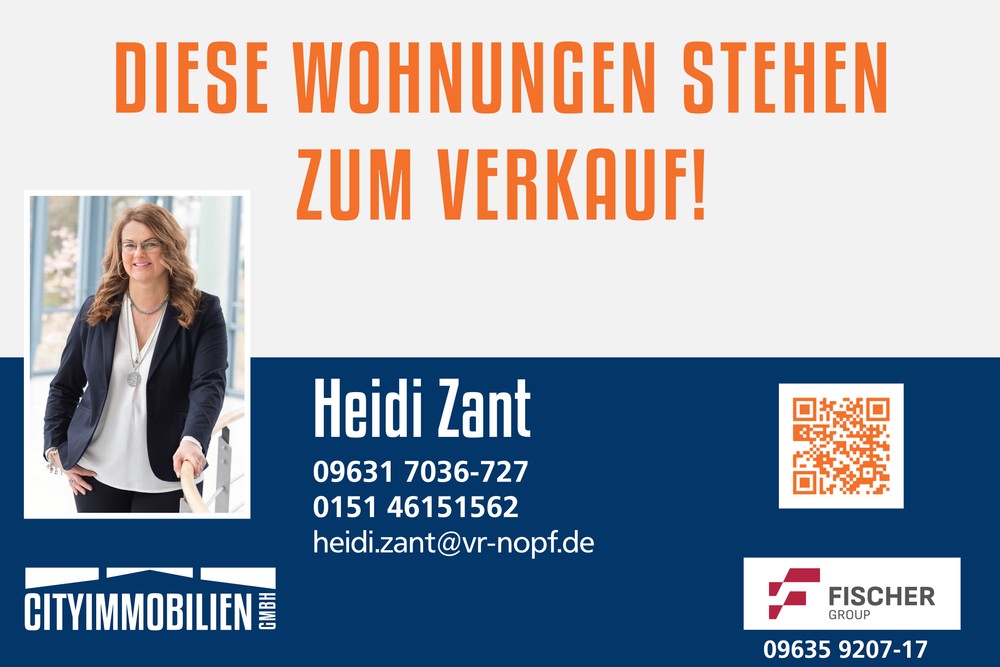 DIESE WOHNUNGEN STEHEN
ZUM VERKAUF!
Heidi Zant
09631 7036-727
0151 46151562
heidi.zant@vr-nopf.de
CITYIMMOBILIEN GMBH
FISCHER
GROUP
09635 9207-17